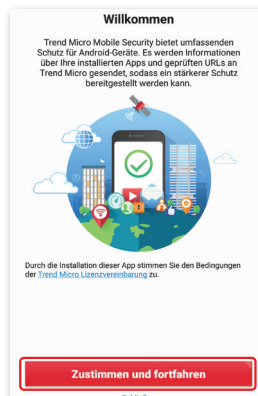 Willkommen
Trend Micro Mobile Security bietet umfassenden
Schutz für Android-Geräte. Es werden Informationen
über Ihre installierten Apps und geprüften URLs an
Trend Micro gesendet, sodass ein stärkerer Schutz
bereitgestellt werden kann.
Durch die Installation dieser App stimmen Sie den Bedingungen
der Trend Micro Lizenzvereinbarung zu.
Zustimmen und fortfahren